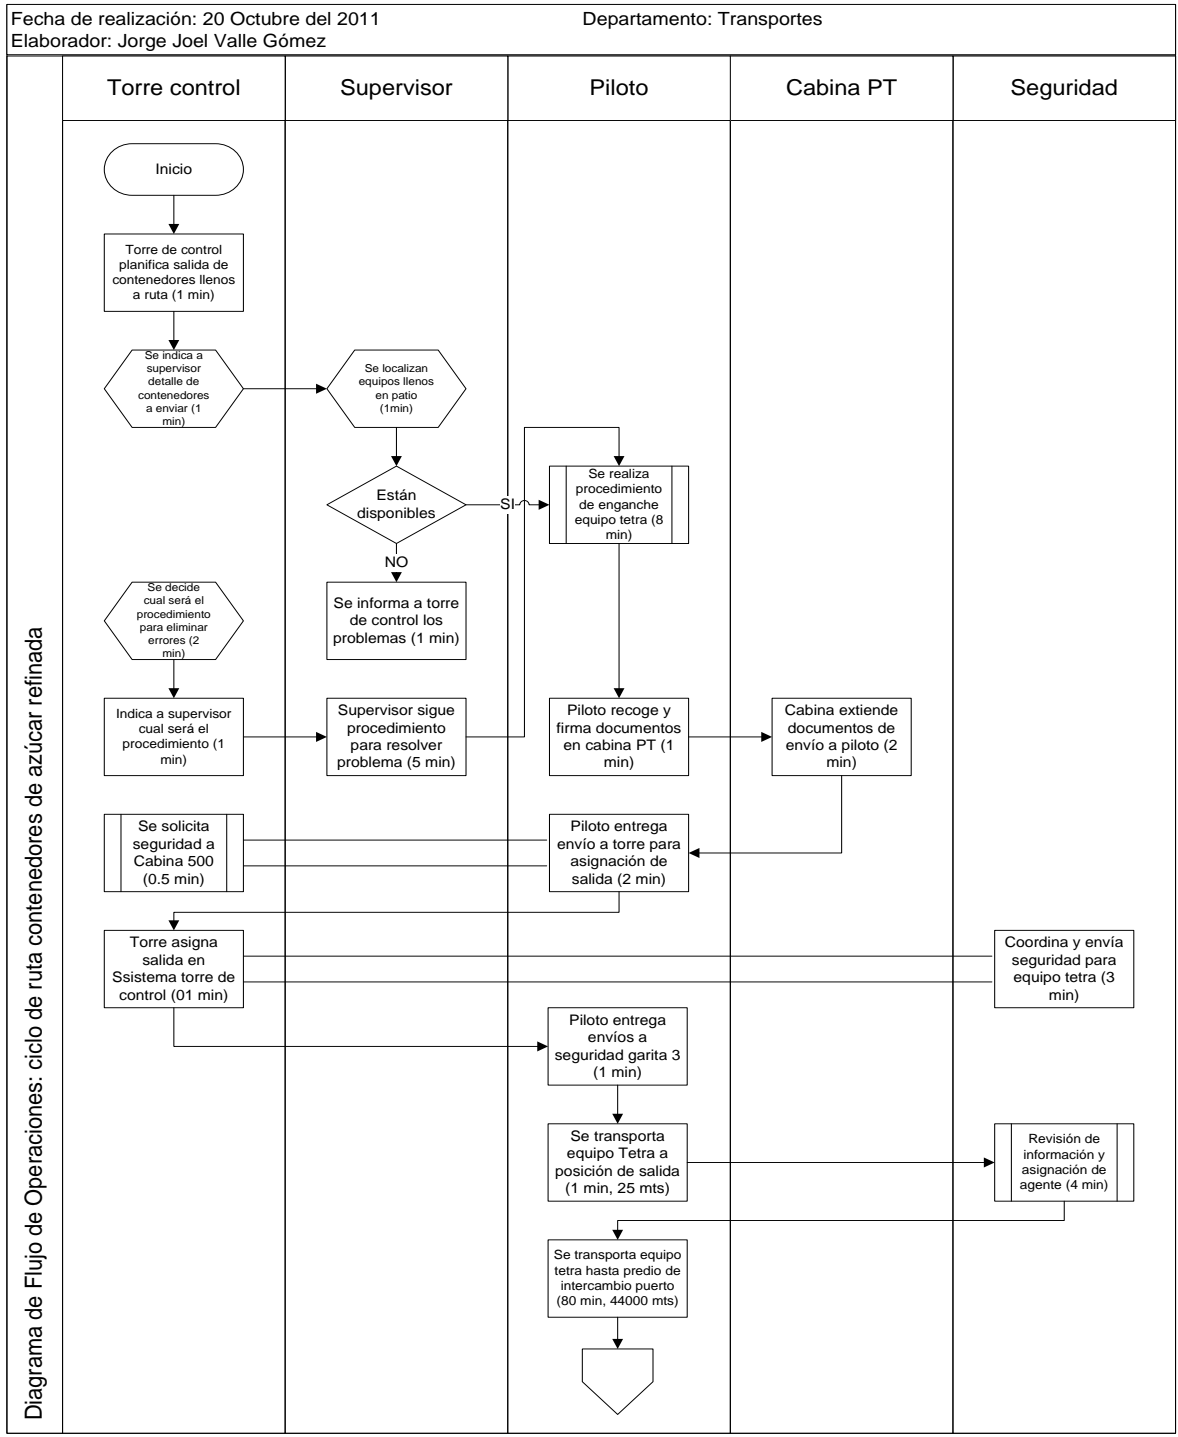 Fecha de realización: 20 Octubre del 2011
Departamento: Transportes
Elaborador: Jorge Joel Valle Gómez
Diagrama de Flujo de Operaciones: ciclo de ruta contenedores de azúcar refinada
Torre control
Supervisor
Piloto
Cabina PT
Seguridad
Inicio
Torre de control
planifica salida de
contenedores llenos
a ruta (1 min)
Se indica a
supervisor
detalle de
contenedores
a enviar (1
min)
Se localizan
equipos llenos
en patio
(1min)
Están
disponibles
SI
NO
Se realiza
procedimiento
de enganche
equipo tetra (8
min)
Se informa a torre
de control los
problemas (1 min)
Se decide
cual será el
procedimiento
para eliminar
errores (2
min)
Indica a supervisor
cual será el
procedimiento (1
min)
Supervisor sigue
procedimiento
para resolver
problema (5 min)
Piloto recoge y
firma documentos
en cabina PT (1
min)
Cabina extiende
documentos de
envío a piloto (2
min)
Se solicita
seguridad a
Cabina 500
(0.5 min)
Piloto entrega
envío a torre para
asignación de
salida (2 min)
Torre asigna
salida en
Ssistema torre de
control (01 min)
Coordina y envía
seguridad para
equipo tetra (3
min)
Piloto entrega
envíos a
seguridad garita 3
(1 min)
Se transporta
equipo Tetra a
posición de salida
(1 min, 25 mts)
Revisión de
información y
asignación de
agente (4 min)
Se transporta equipo
tetra hasta predio de
intercambio puerto
(80 min, 44000 mts)